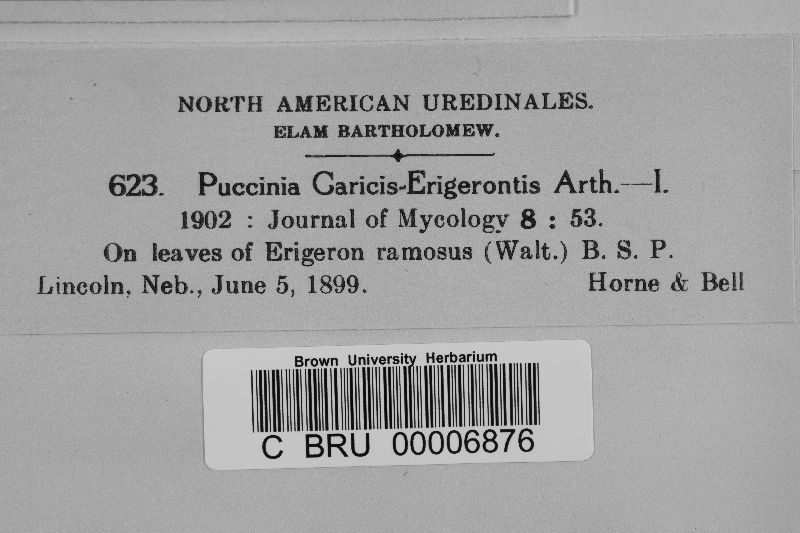 NORTH AMERICAN UREDINALES.
ELAM BARTHOLOMEW.
623. Puccinia Caricis-Erigerontis Arth.—I.
1902 : Journal of Mycology 8 : 53.
On leaves of Erigeron ramosus (Walt.) B. S. P.
Lincoln, Neb., June 5, 1899. Horne & Bell
Brown University Herbarium
C BRU 00006876